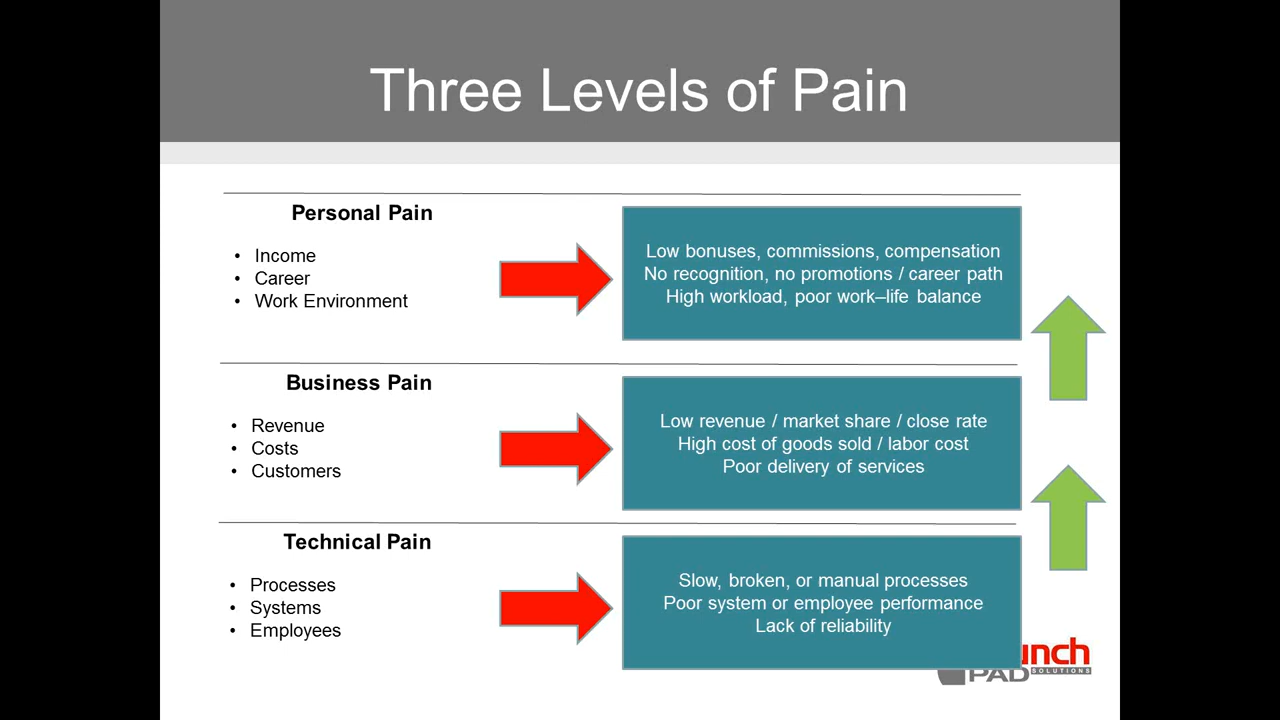 Three Levels of Pain
Personal Pain
• Income
• Career
• Work Environment
Low bonuses, commissions, compensation
No recognition, no promotions / career path
High workload, poor work–life balance
Business Pain
• Revenue
• Costs
• Customers
Low revenue / market share / close rate
High cost of goods sold / labor cost
Poor delivery of services
Technical Pain
• Processes
• Systems
• Employees
Slow, broken, or manual processes
Poor system or employee performance
Lack of reliability
unch
PAD SOLUTIONS